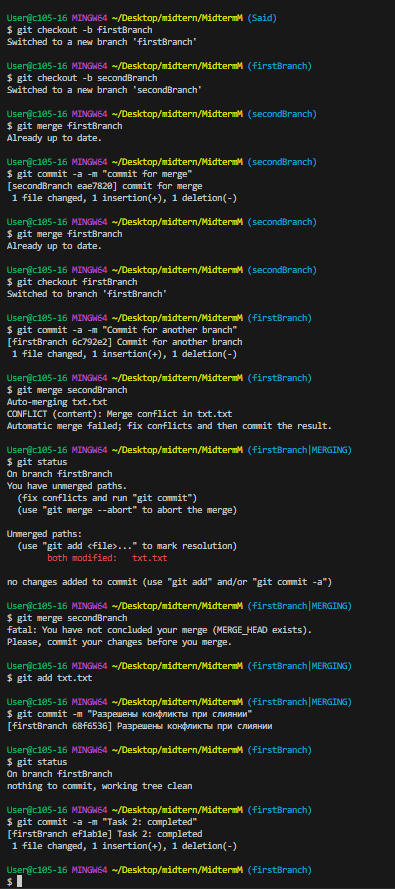 User@c105-16 MINGW64 ~/Desktop/midtern/MidtermM (Said)
$ git checkout -b firstBranch
Switched to a new branch 'firstBranch'
User@c105-16 MINGW64 ~/Desktop/midtern/MidtermM (firstBranch)
$ git checkout -b secondBranch
Switched to a new branch 'secondBranch'
User@c105-16 MINGW64 ~/Desktop/midtern/MidtermM (secondBranch)
$ git merge firstBranch
Already up to date.
User@c105-16 MINGW64 ~/Desktop/midtern/MidtermM (secondBranch)
$ git commit -a -m "commit for merge"
[secondBranch eae7820] commit for merge
 1 file changed, 1 insertion(+), 1 deletion(-)
User@c105-16 MINGW64 ~/Desktop/midtern/MidtermM (secondBranch)
$ git merge firstBranch
Already up to date.
User@c105-16 MINGW64 ~/Desktop/midtern/MidtermM (secondBranch)
$ git checkout firstBranch
Switched to branch 'firstBranch'
User@c105-16 MINGW64 ~/Desktop/midtern/MidtermM (firstBranch)
$ git commit -a -m "Commit for another branch"
[firstBranch 6c792e2] Commit for another branch
 1 file changed, 1 insertion(+), 1 deletion(-)
User@c105-16 MINGW64 ~/Desktop/midtern/MidtermM (firstBranch)
$ git merge secondBranch
Auto-merging txt.txt
CONFLICT (content): Merge conflict in txt.txt
Automatic merge failed; fix conflicts and then commit the result.
User@c105-16 MINGW64 ~/Desktop/midtern/MidtermM (firstBranch|MERGING)
$ git status
On branch firstBranch
You have unmerged paths.
  (fix conflicts and run "git commit")
  (use "git merge --abort" to abort the merge)
Unmerged paths:
  (use "git add <file>..." to mark resolution)
        both modified:   txt.txt
no changes added to commit (use "git add" and/or "git commit -a")
User@c105-16 MINGW64 ~/Desktop/midtern/MidtermM (firstBranch|MERGING)
$ git merge secondBranch
fatal: You have not concluded your merge (MERGE_HEAD exists).
Please, commit your changes before you merge.
User@c105-16 MINGW64 ~/Desktop/midtern/MidtermM (firstBranch|MERGING)
$ git add txt.txt
User@c105-16 MINGW64 ~/Desktop/midtern/MidtermM (firstBranch|MERGING)
$ git commit -m "Разрешены конфликты при слиянии"
[firstBranch 68f6536] Разрешены конфликты при слиянии
User@c105-16 MINGW64 ~/Desktop/midtern/MidtermM (firstBranch)
$ git status
On branch firstBranch
nothing to commit, working tree clean
User@c105-16 MINGW64 ~/Desktop/midtern/MidtermM (firstBranch)
$ git commit -a -m "Task 2: completed"
[firstBranch ef1ab1e] Task 2: completed
 1 file changed, 1 insertion(+), 1 deletion(-)
User@c105-16 MINGW64 ~/Desktop/midtern/MidtermM (firstBranch)
$